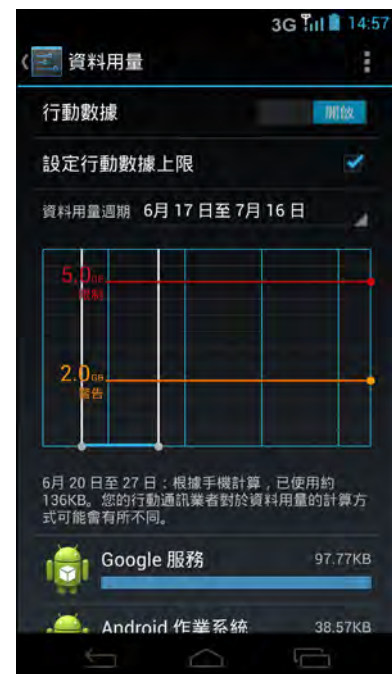 3G 14:57
資料用量
行動數據 開啟
設定行動數據上限
資料用量週期 6月 17 日至 7月 16 日
5.0GB
限制
2.0GB
警告
6月 20 日至 27 日：根據手機計算，已使用約
136KB。您的行動通訊業者對於資料用量的計算方
式可能會有所不同。
Google 服務 97.77KB
Android 作業系統 38.57KB